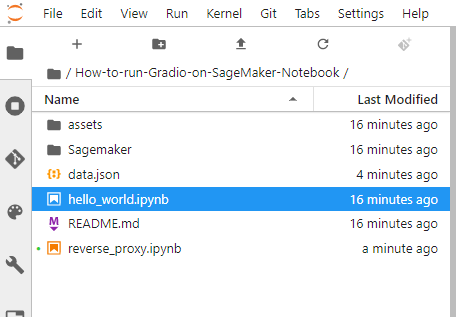 File Edit View Run Kernel Git Tabs Settings Help
/ How-to-run-Gradio-on-SageMaker-Notebook /
Name Last Modified
assets 16 minutes ago
Sagemaker 16 minutes ago
data.json 4 minutes ago
hello_world.ipynb 16 minutes ago
README.md 16 minutes ago
reverse_proxy.ipynb a minute ago